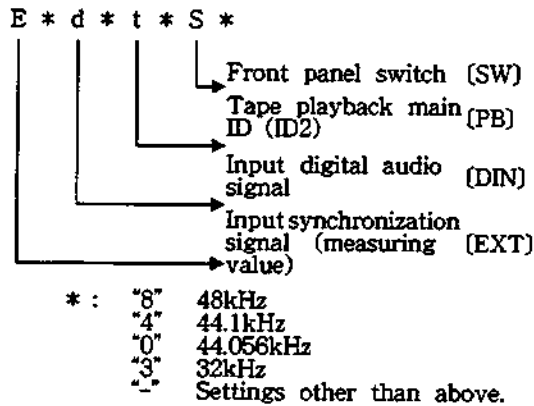 E * d * t * S *
Front panel switch (SW)
Tape playback main (PB)
ID (ID2)
Input digital audio (DIN)
signal
Input synchronization
signal (measuring (EXT)
value)
* : "8" 48kHz
"4" 44.1kHz
"0" 44.056kHz
"3" 32kHz
"-" Settings other than above.